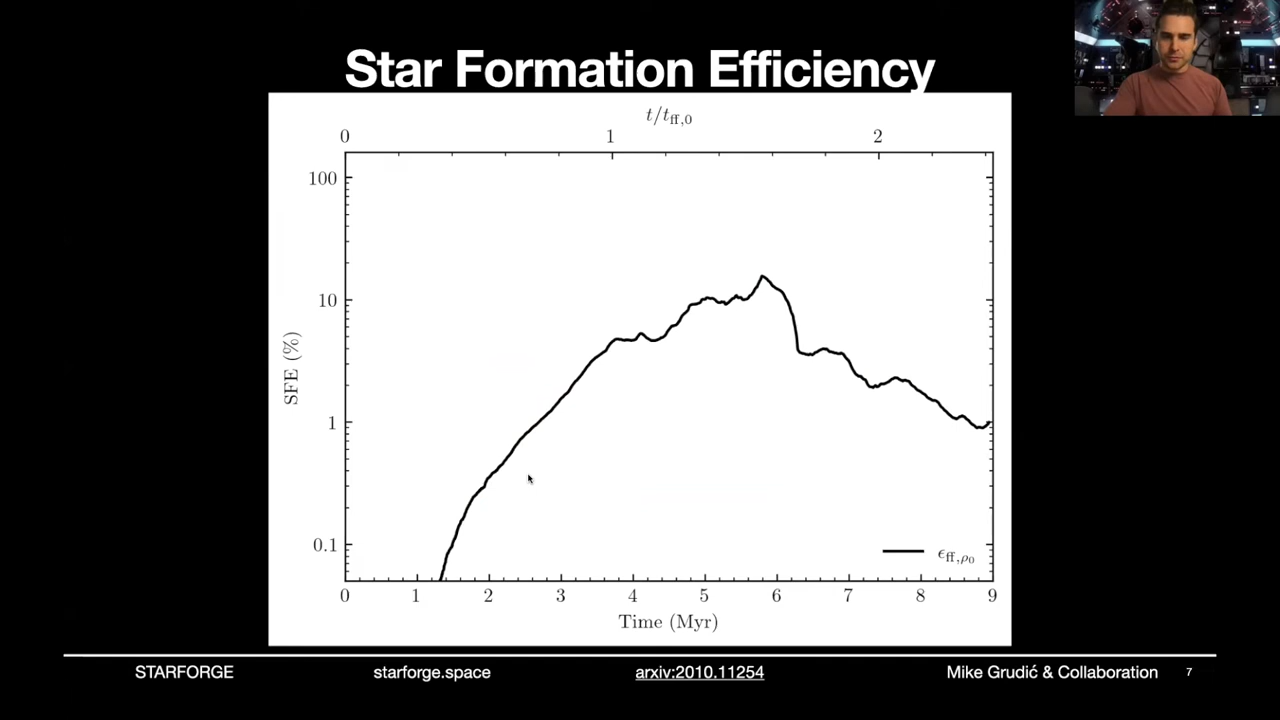 Star Formation Efficiency
t/t_ff,0
0 1 2
100
10
1
0.1
SFE (%)
ϵ_ff,ρ₀
0 1 2 3 4 5 6 7 8 9
Time (Myr)
STARFORGE starforge.space arxiv:2010.11254 Mike Grudić & Collaboration 7